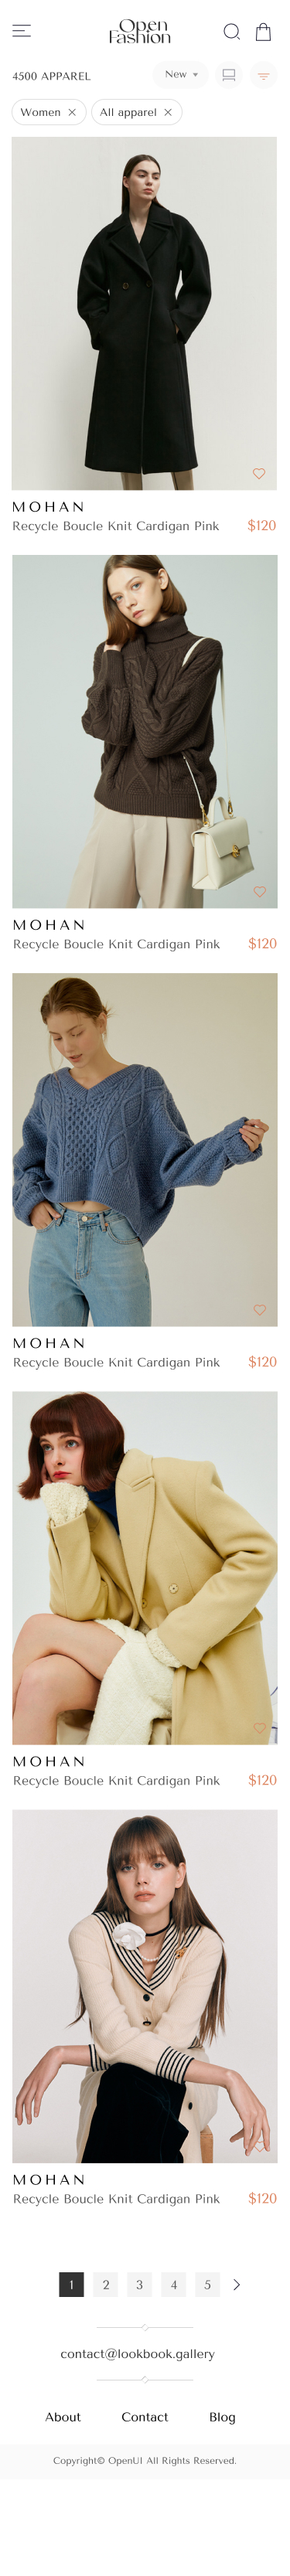 Open
Fashion
4500 APPAREL
New
Women
All apparel
MOHAN
Recycle Boucle Knit Cardigan Pink $120
MOHAN
Recycle Boucle Knit Cardigan Pink $120
MOHAN
Recycle Boucle Knit Cardigan Pink $120
MOHAN
Recycle Boucle Knit Cardigan Pink $120
MOHAN
Recycle Boucle Knit Cardigan Pink $120
1 2 3 4 5
contact@lookbook.gallery
About Contact Blog
Copyright© OpenUI All Rights Reserved.